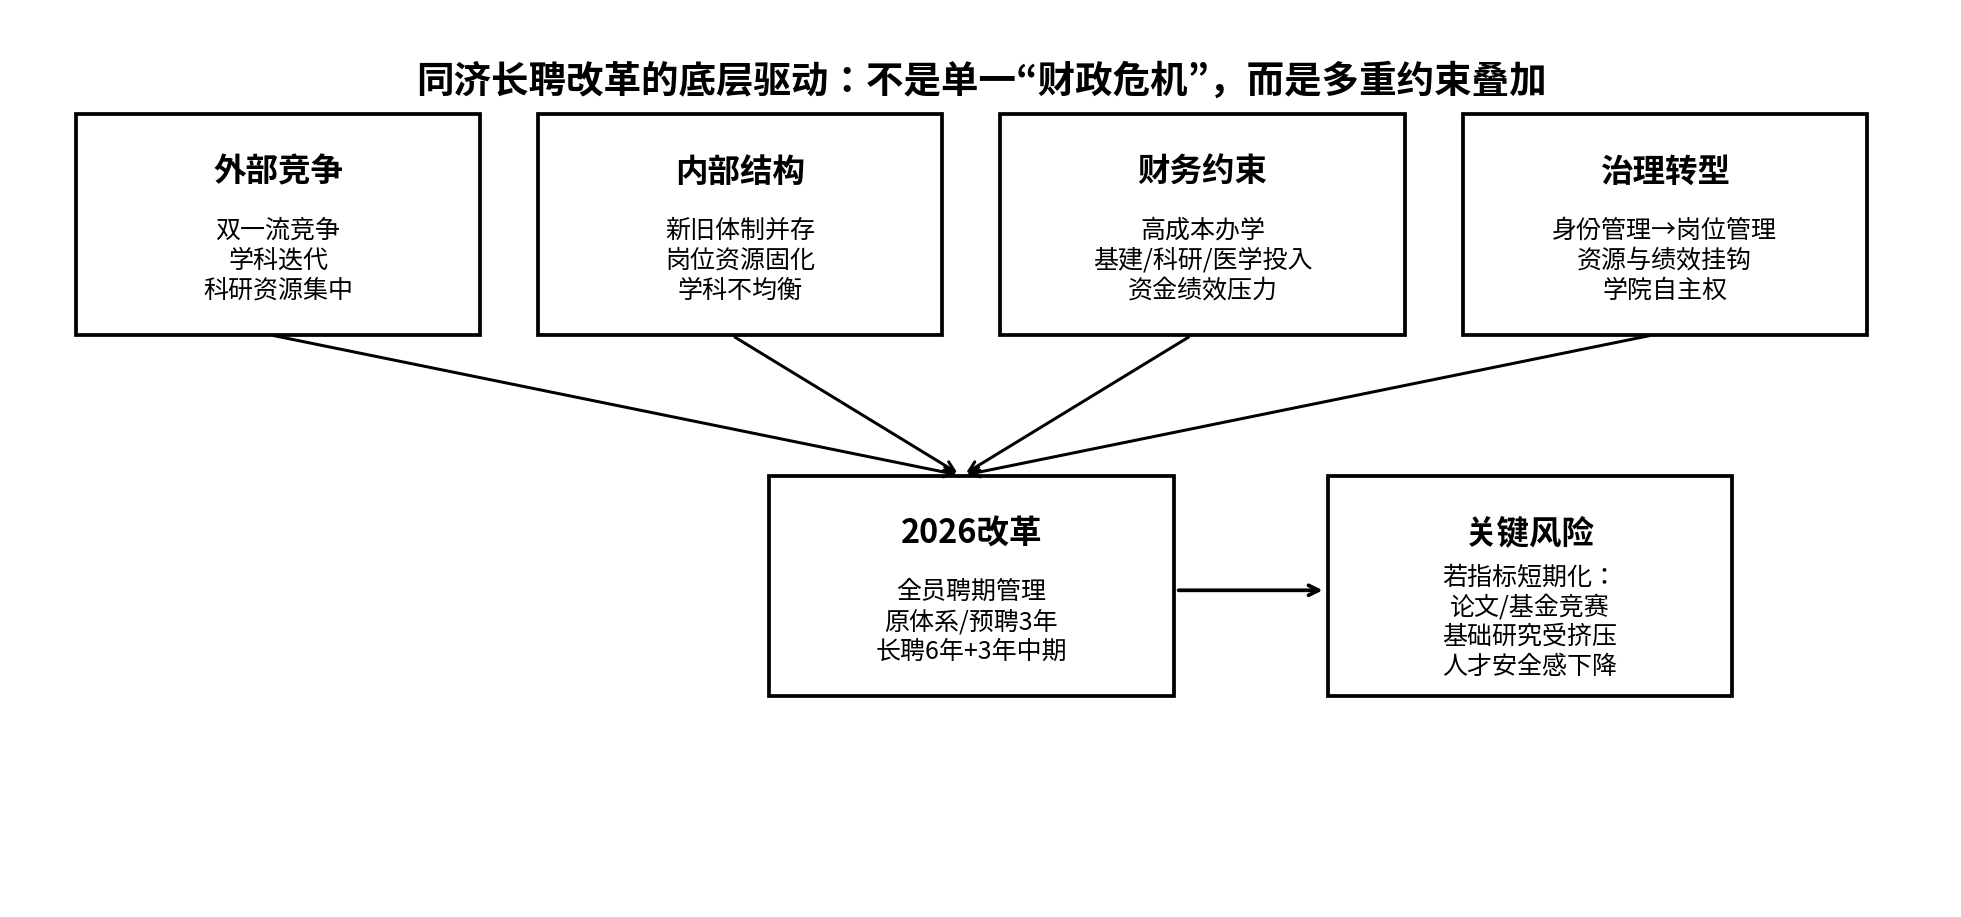 同济长聘改革的底层驱动：不是单一“财政危机”，而是多重约束叠加
外部竞争
双一流竞争
学科迭代
科研资源集中
内部结构
新旧体制并存
岗位资源固化
学科不均衡
财务约束
高成本办学
基建/科研/医学投入
资金绩效压力
治理转型
身份管理→岗位管理
资源与绩效挂钩
学院自主权
2026改革
全员聘期管理
原体系/预聘3年
长聘6年+3年中期
关键风险
若指标短期化：
论文/基金竞赛
基础研究受挤压
人才安全感下降